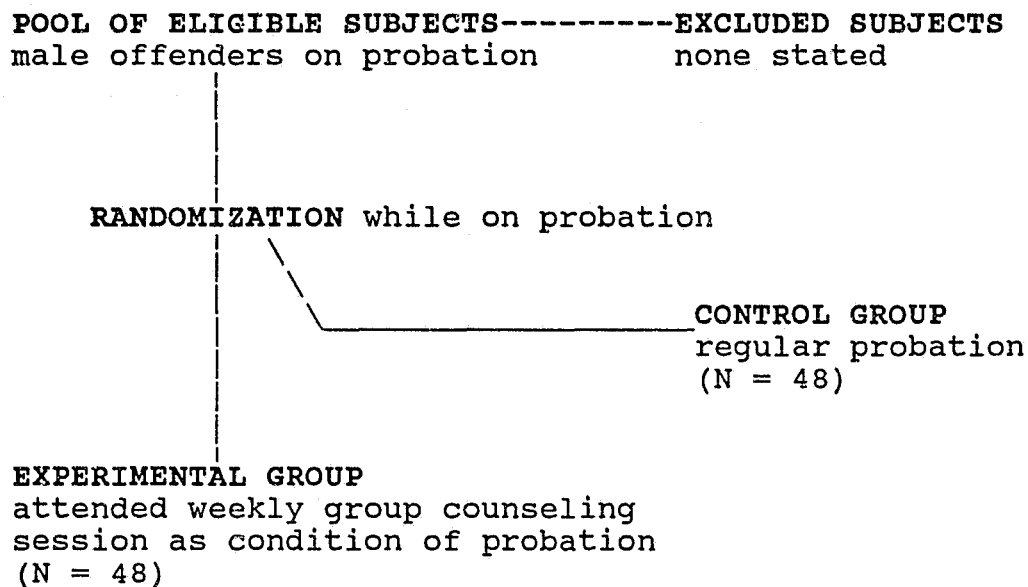 POOL OF ELIGIBLE SUBJECTS---------EXCLUDED SUBJECTS
male offenders on probation none stated
RANDOMIZATION while on probation
CONTROL GROUP
regular probation
(N = 48)
EXPERIMENTAL GROUP
attended weekly group counseling
session as condition of probation
(N = 48)